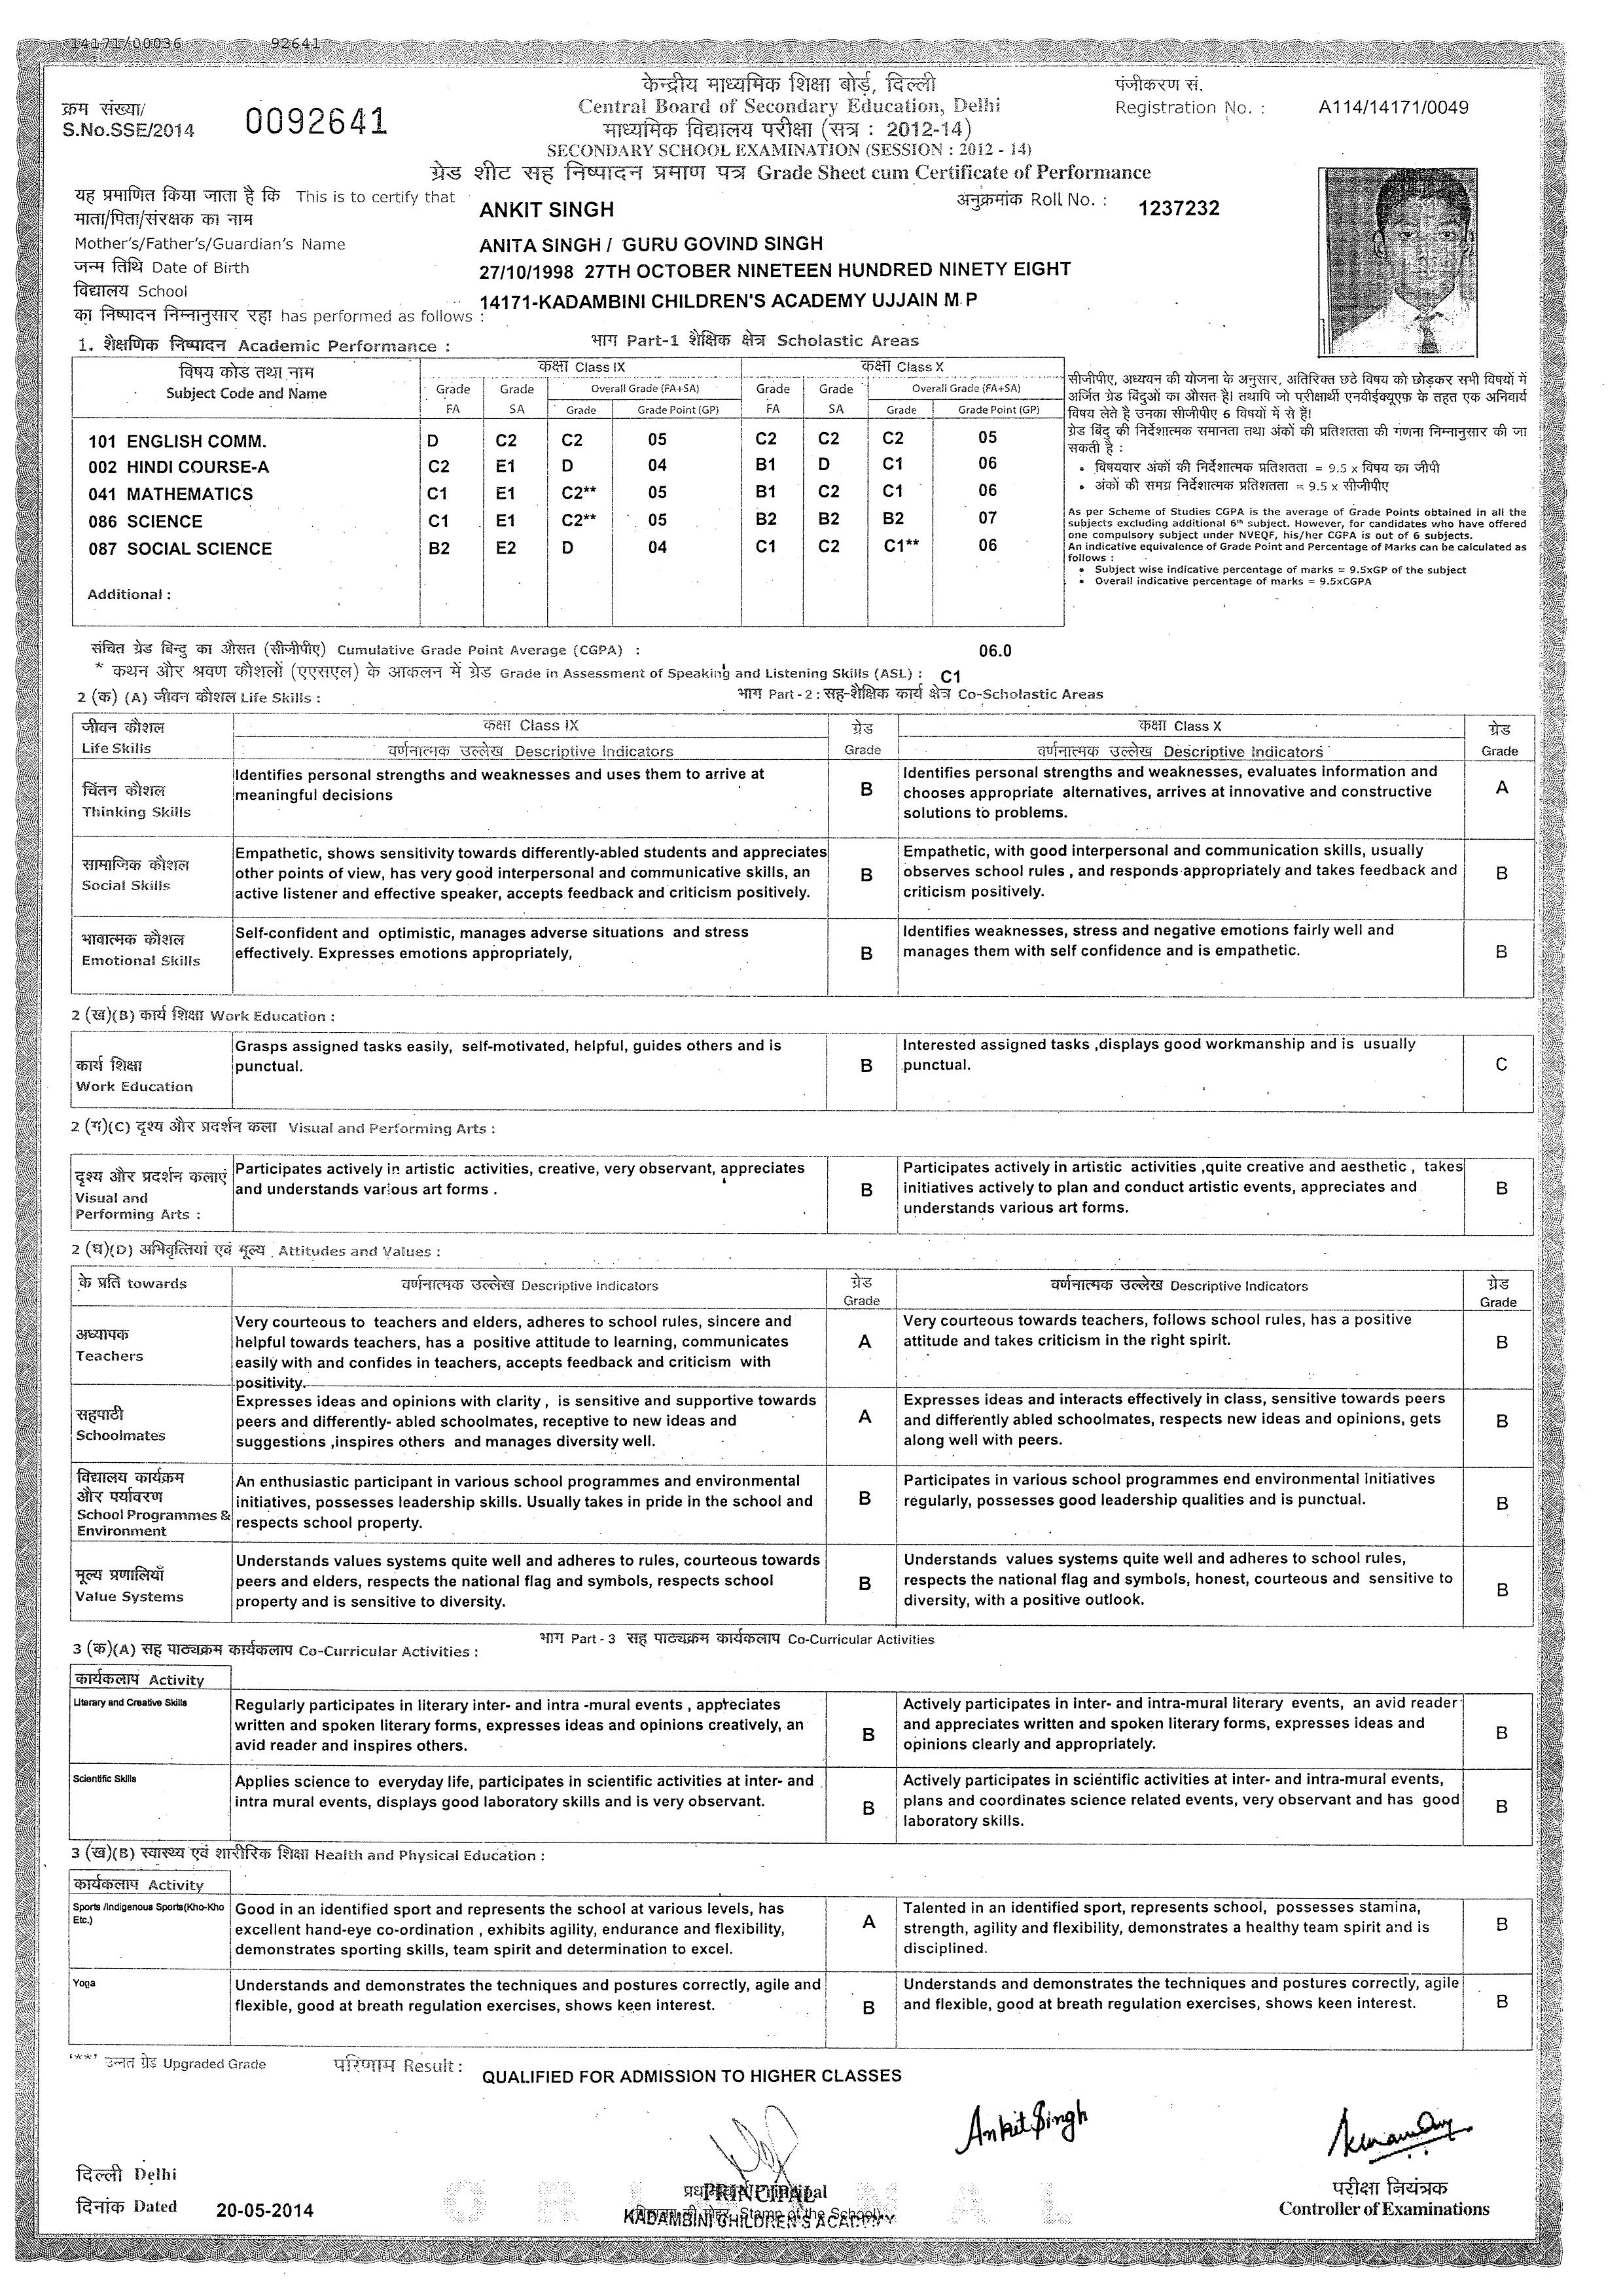 14171/00036 92641
केन्द्रीय माध्यमिक शिक्षा बोर्ड, दिल्ली
Central Board of Secondary Education, Delhi
माध्यमिक विद्यालय परीक्षा (सत्र : 2012-14)
SECONDARY SCHOOL EXAMINATION (SESSION : 2012 - 14)
ग्रेड शीट सह निष्पादन प्रमाण पत्र Grade Sheet cum Certificate of Performance
क्रम संख्या/
S.No.SSE/2014 0092641
पंजीकरण सं.
Registration No. : A114/14171/0049
यह प्रमाणित किया जाता है कि This is to certify that ANKIT SINGH
अनुक्रमांक Roll No. : 1237232
माता/पिता/संरक्षक का नाम
Mother's/Father's/Guardian's Name ANITA SINGH / GURU GOVIND SINGH
जन्म तिथि Date of Birth 27/10/1998 27TH OCTOBER NINETEEN HUNDRED NINETY EIGHT
विद्यालय School 14171-KADAMBINI CHILDREN'S ACADEMY UJJAIN M P
का निष्पादन निम्नानुसार रहा has performed as follows :
1. शैक्षणिक निष्पादन Academic Performance : भाग Part-1 शैक्षिक क्षेत्र Scholastic Areas
विषय कोड तथा नाम कक्षा Class IX कक्षा Class X
Subject Code and Name Grade Grade Overall Grade (FA+SA) Grade Grade Overall Grade (FA+SA)
FA SA Grade Grade Point (GP) FA SA Grade Grade Point (GP)
101 ENGLISH COMM. D C2 C2 05 C2 C2 C2 05
002 HINDI COURSE-A C2 E1 D 04 B1 D C1 06
041 MATHEMATICS C1 E1 C2** 05 B1 C2 C1 06
086 SCIENCE C1 E1 C2** 05 B2 B2 B2 07
087 SOCIAL SCIENCE B2 E2 D 04 C1 C2 C1** 06
Additional :
सीजीपीए, अध्ययन की योजना के अनुसार, अतिरिक्त छठे विषय को छोड़कर सभी विषयों में
अर्जित ग्रेड बिंदुओं का औसत है। तथापि जो परीक्षार्थी एनवीईक्यूएफ के तहत एक अनिवार्य
विषय लेते है उनका सीजीपीए 6 विषयों में से है।
ग्रेड बिंदु की निर्देशात्मक समानता तथा अंकों की प्रतिशतता की गणना निम्नानुसार की जा
सकती है :
• विषयवार अंकों की निर्देशात्मक प्रतिशतता = 9.5 x विषय का जीपी
• अंकों की समग्र निर्देशात्मक प्रतिशतता = 9.5 x सीजीपीए
As per Scheme of Studies CGPA is the average of Grade Points obtained in all the
subjects excluding additional 6th subject. However, for candidates who have offered
one compulsory subject under NVEQF, his/her CGPA is out of 6 subjects.
An indicative equivalence of Grade Point and Percentage of Marks can be calculated as
follows :
• Subject wise indicative percentage of marks = 9.5xGP of the subject
• Overall indicative percentage of marks = 9.5xCGPA
संचित ग्रेड बिन्दु का औसत (सीजीपीए) Cumulative Grade Point Average (CGPA) : 06.0
* कथन और श्रवण कौशलों (एएसएल) के आकलन में ग्रेड Grade in Assessment of Speaking and Listening Skills (ASL) : C1
2 (क) (A) जीवन कौशल Life Skills : भाग Part - 2 : सह-शैक्षिक कार्य क्षेत्र Co-Scholastic Areas
जीवन कौशल कक्षा Class IX ग्रेड कक्षा Class X ग्रेड
Life Skills वर्णनात्मक उल्लेख Descriptive Indicators Grade वर्णनात्मक उल्लेख Descriptive Indicators Grade
चिंतन कौशल
Thinking Skills
Identifies personal strengths and weaknesses and uses them to arrive at
meaningful decisions
B
Identifies personal strengths and weaknesses, evaluates information and
chooses appropriate alternatives, arrives at innovative and constructive
solutions to problems.
A
सामाजिक कौशल
Social Skills
Empathetic, shows sensitivity towards differently-abled students and appreciates
other points of view, has very good interpersonal and communicative skills, an
active listener and effective speaker, accepts feedback and criticism positively.
B
Empathetic, with good interpersonal and communication skills, usually
observes school rules , and responds appropriately and takes feedback and
criticism positively.
B
भावात्मक कौशल
Emotional Skills
Self-confident and optimistic, manages adverse situations and stress
effectively. Expresses emotions appropriately,
B
Identifies weaknesses, stress and negative emotions fairly well and
manages them with self confidence and is empathetic.
B
2 (ख)(B) कार्य शिक्षा Work Education :
कार्य शिक्षा
Work Education
Grasps assigned tasks easily, self-motivated, helpful, guides others and is
punctual.
B
Interested assigned tasks ,displays good workmanship and is usually
punctual.
C
2 (ग)(C) दृश्य और प्रदर्शन कला Visual and Performing Arts :
दृश्य और प्रदर्शन कलाएं
Visual and
Performing Arts :
Participates actively in artistic activities, creative, very observant, appreciates
and understands various art forms .
B
Participates actively in artistic activities ,quite creative and aesthetic , takes
initiatives actively to plan and conduct artistic events, appreciates and
understands various art forms.
B
2 (घ)(D) अभिवृत्तियां एवं मूल्य Attitudes and Values :
के प्रति towards वर्णनात्मक उल्लेख Descriptive Indicators ग्रेड वर्णनात्मक उल्लेख Descriptive Indicators ग्रेड
Grade Grade
अध्यापक
Teachers
Very courteous to teachers and elders, adheres to school rules, sincere and
helpful towards teachers, has a positive attitude to learning, communicates
easily with and confides in teachers, accepts feedback and criticism with
positivity.
A
Very courteous towards teachers, follows school rules, has a positive
attitude and takes criticism in the right spirit.
B
सहपाठी
Schoolmates
Expresses ideas and opinions with clarity , is sensitive and supportive towards
peers and differently- abled schoolmates, receptive to new ideas and
suggestions ,inspires others and manages diversity well.
A
Expresses ideas and interacts effectively in class, sensitive towards peers
and differently abled schoolmates, respects new ideas and opinions, gets
along well with peers.
B
विद्यालय कार्यक्रम
और पर्यावरण
School Programmes &
Environment
An enthusiastic participant in various school programmes and environmental
initiatives, possesses leadership skills. Usually takes in pride in the school and
respects school property.
B
Participates in various school programmes end environmental Initiatives
regularly, possesses good leadership qualities and is punctual.
B
मूल्य प्रणालियाँ
Value Systems
Understands values systems quite well and adheres to rules, courteous towards
peers and elders, respects the national flag and symbols, respects school
property and is sensitive to diversity.
B
Understands values systems quite well and adheres to school rules,
respects the national flag and symbols, honest, courteous and sensitive to
diversity, with a positive outlook.
B
3 (क)(A) सह पाठ्यक्रम कार्यकलाप Co-Curricular Activities : भाग Part - 3 सह पाठ्यक्रम कार्यकलाप Co-Curricular Activities
कार्यकलाप Activity
Literary and Creative Skills
Regularly participates in literary inter- and intra -mural events , appreciates
written and spoken literary forms, expresses ideas and opinions creatively, an
avid reader and inspires others.
B
Actively participates in inter- and intra-mural literary events, an avid reader
and appreciates written and spoken literary forms, expresses ideas and
opinions clearly and appropriately.
B
Scientific Skills
Applies science to everyday life, participates in scientific activities at inter- and
intra mural events, displays good laboratory skills and is very observant.
B
Actively participates in scientific activities at inter- and intra-mural events,
plans and coordinates science related events, very observant and has good
laboratory skills.
B
3 (ख)(B) स्वास्थ्य एवं शारीरिक शिक्षा Health and Physical Education :
कार्यकलाप Activity
Sports /Indigenous Sports(Kho-Kho
Etc.)
Good in an identified sport and represents the school at various levels, has
excellent hand-eye co-ordination , exhibits agility, endurance and flexibility,
demonstrates sporting skills, team spirit and determination to excel.
A
Talented in an identified sport, represents school, possesses stamina,
strength, agility and flexibility, demonstrates a healthy team spirit and is
disciplined.
B
Yoga
Understands and demonstrates the techniques and postures correctly, agile and
flexible, good at breath regulation exercises, shows keen interest.
B
Understands and demonstrates the techniques and postures correctly, agile
and flexible, good at breath regulation exercises, shows keen interest.
B
'**' उन्नत ग्रेड Upgraded Grade परिणाम Result : QUALIFIED FOR ADMISSION TO HIGHER CLASSES
Ankit Singh
दिल्ली Delhi
दिनांक Dated 20-05-2014
ORIGINAL
PRINCIPAL
KADAMBINI CHILDREN'S ACADEMY
परीक्षा नियंत्रक
Controller of Examinations